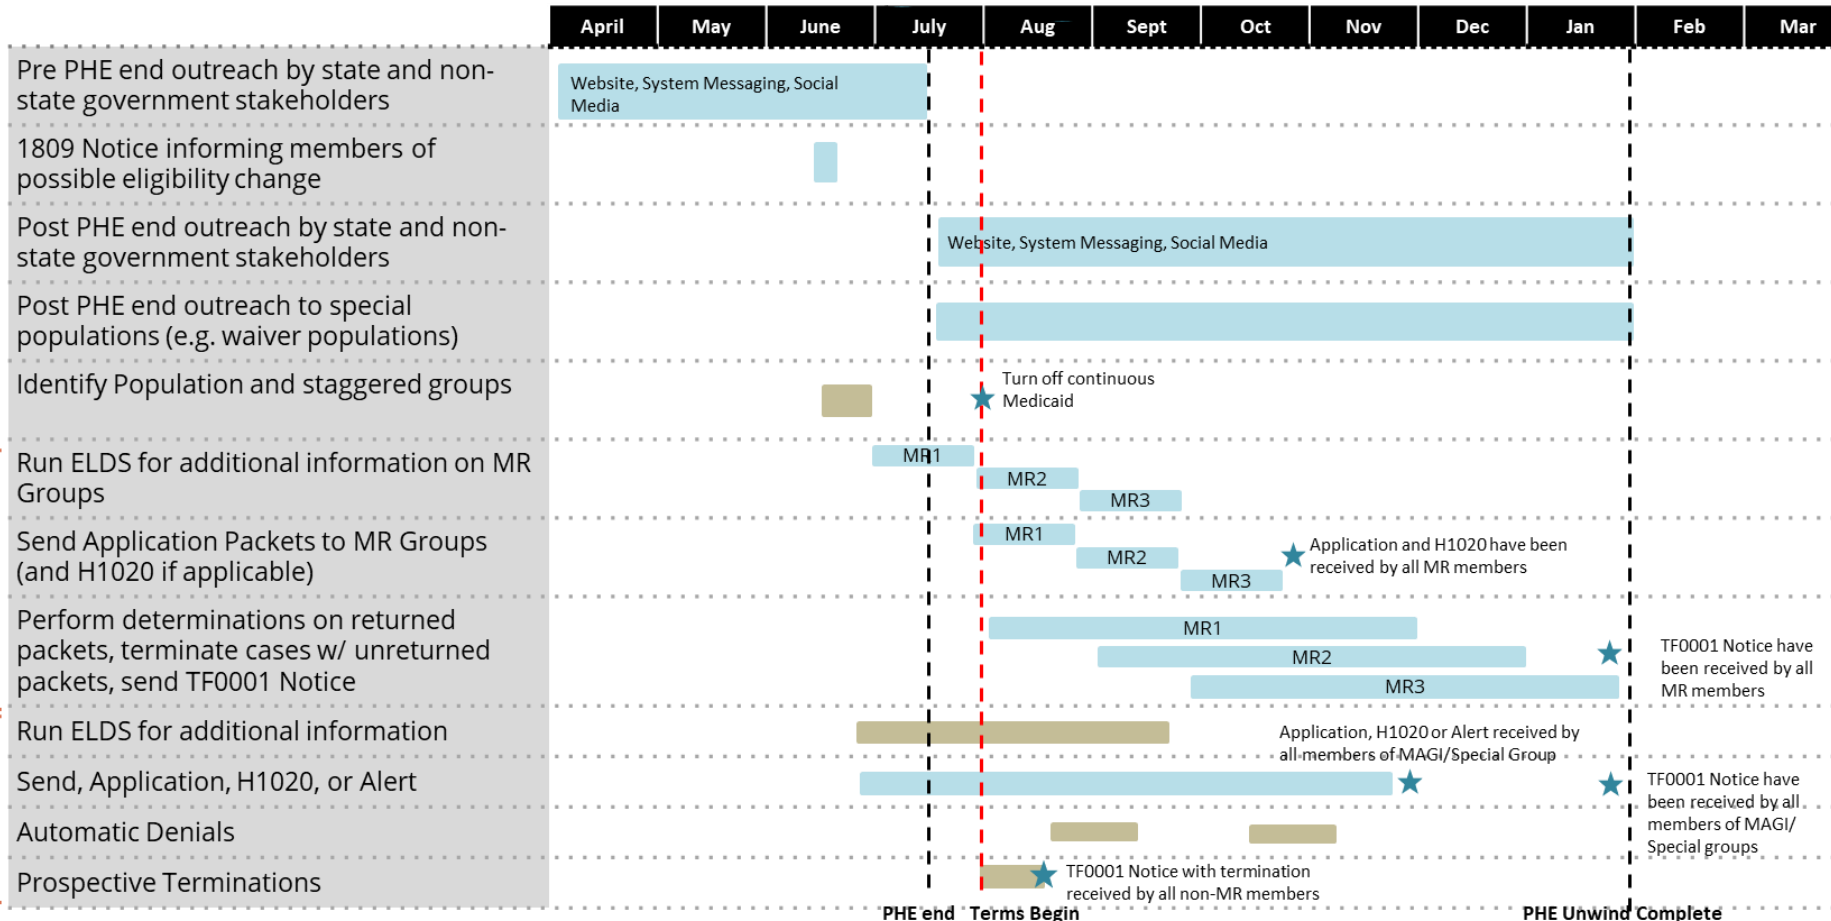 April May June July Aug Sept Oct Nov Dec Jan Feb Mar
Pre PHE end outreach by state and non-
state government stakeholders
Website, System Messaging, Social
Media
1809 Notice informing members of
possible eligibility change
Post PHE end outreach by state and non-
state government stakeholders
Website, System Messaging, Social Media
Post PHE end outreach to special
populations (e.g. waiver populations)
Identify Population and staggered groups
Turn off continuous
Medicaid
Run ELDS for additional information on MR
Groups
MR1
MR2
MR3
Send Application Packets to MR Groups
(and H1020 if applicable)
MR1
MR2
MR3
Application and H1020 have been
received by all MR members
Perform determinations on returned
packets, terminate cases w/ unreturned
packets, send TF0001 Notice
MR1
MR2
MR3
TF0001 Notice have
been received by all
MR members
Run ELDS for additional information
Application, H1020 or Alert received by
all members of MAGI/Special Group
Send, Application, H1020, or Alert
TF0001 Notice have
been received by all
members of MAGI/
Special groups
Automatic Denials
Prospective Terminations
TF0001 Notice with termination
received by all non-MR members
PHE end Terms Begin PHE Unwind Complete